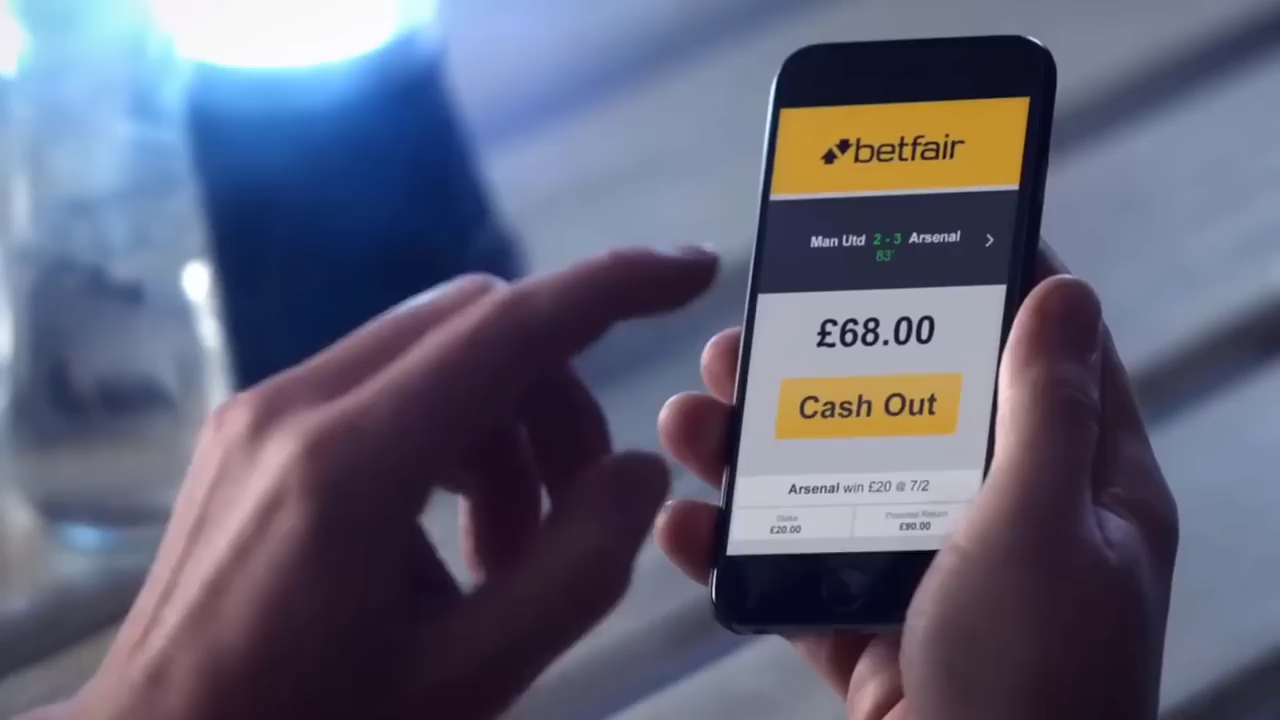 betfair
Man Utd 2 - 3 Arsenal
83'
£68.00
Cash Out
Arsenal win £20 @ 7/2
Stake Potential Return
£20.00 £90.00